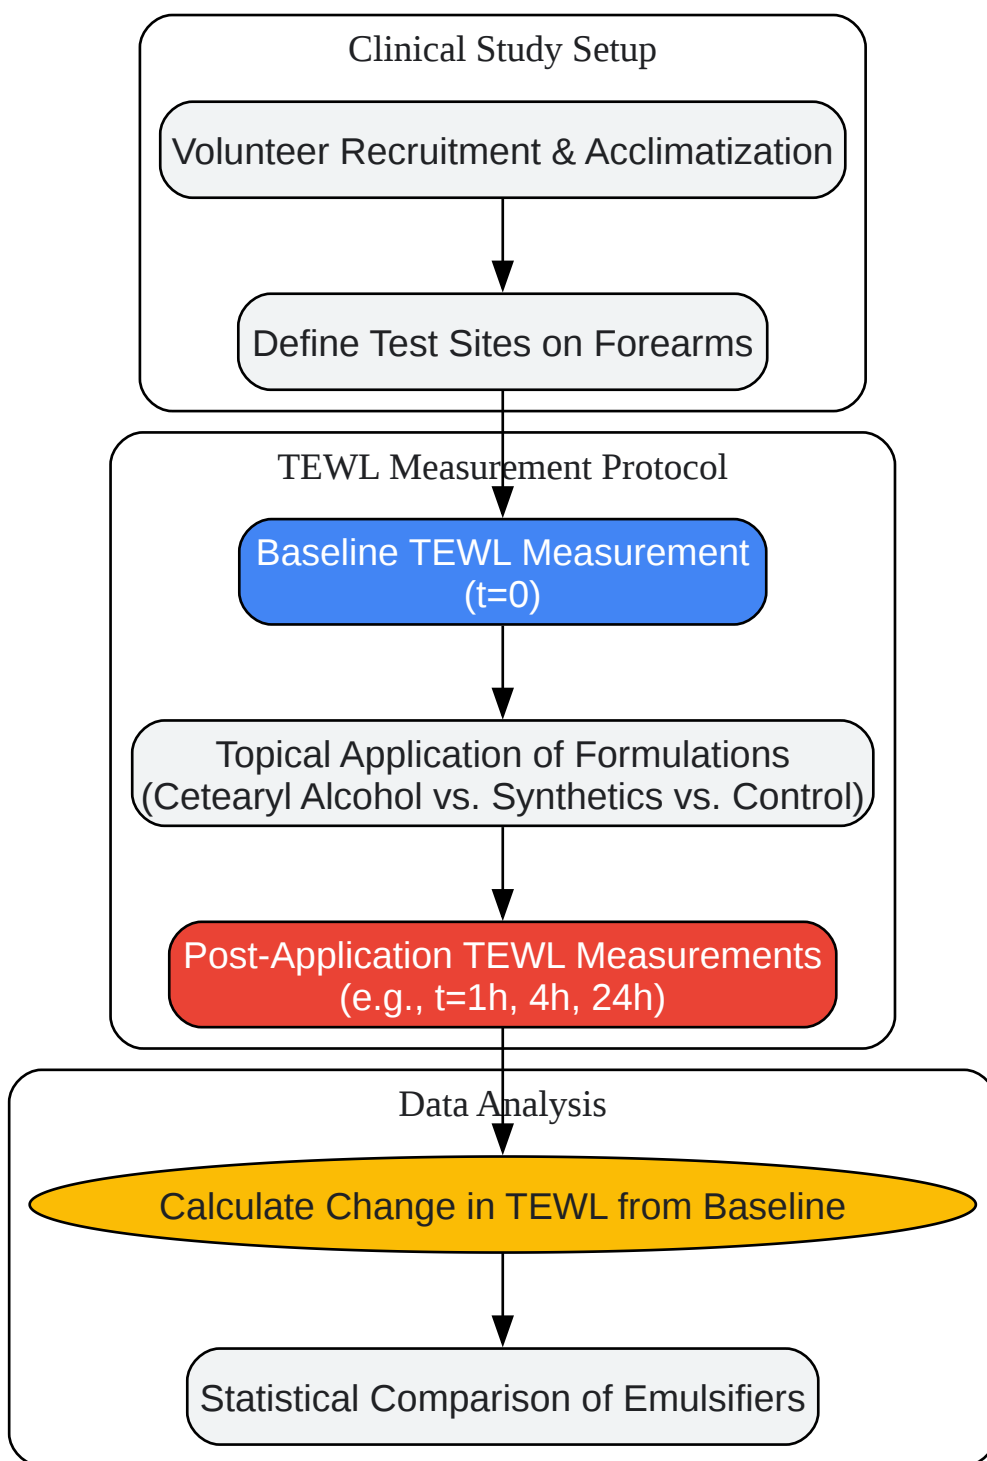 Clinical Study Setup
Volunteer Recruitment & Acclimatization
Define Test Sites on Forearms
TEWL Measurement Protocol
Baseline TEWL Measurement
(t=0)
Topical Application of Formulations
(Cetearyl Alcohol vs. Synthetics vs. Control)
Post-Application TEWL Measurements
(e.g., t=1h, 4h, 24h)
Data Analysis
Calculate Change in TEWL from Baseline
Statistical Comparison of Emulsifiers